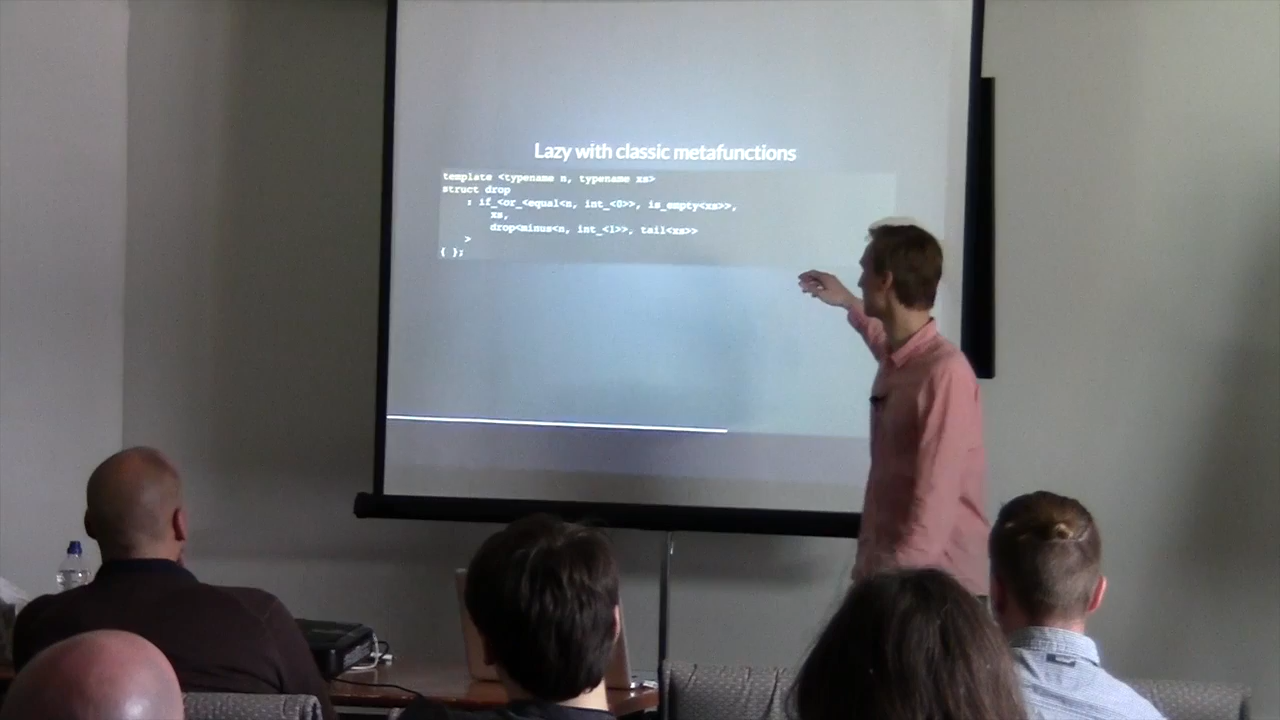 Lazy with classic metafunctions
template <typename n, typename xs>
struct drop
: if_<or_<equal<n, int_<0>>, is_empty<xs>>,
xs,
drop<minus<n, int_<1>>, tail<xs>>
>
{ };